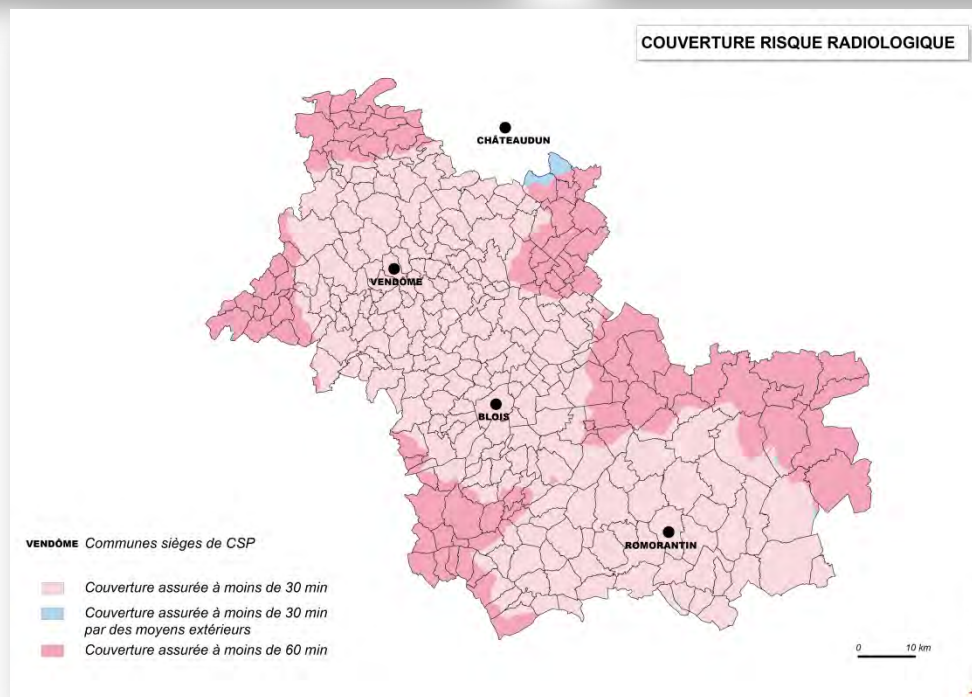 COUVERTURE RISQUE RADIOLOGIQUE
CHÂTEAUDUN
VENDÔME
BLOIS
ROMORANTIN
VENDÔME Communes sièges de CSP
Couverture assurée à moins de 30 min
Couverture assurée à moins de 30 min
par des moyens extérieurs
Couverture assurée à moins de 60 min
0 10 km